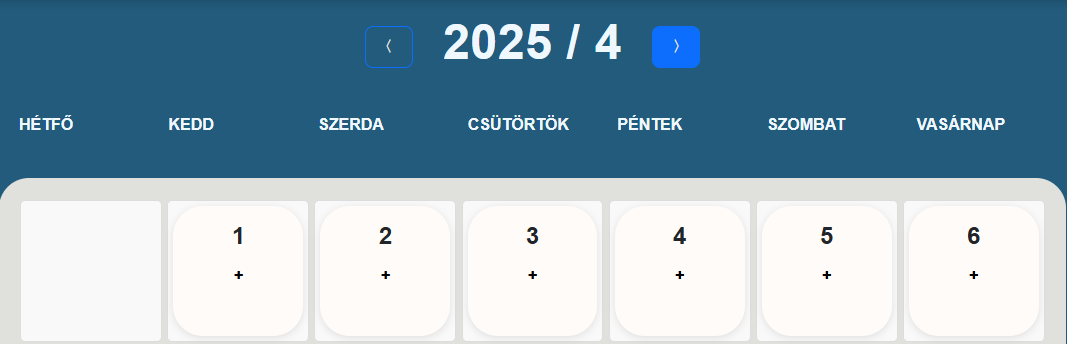 〈 2025 / 4 〉
HÉTFŐ KEDD SZERDA CSÜTÖRTÖK PÉNTEK SZOMBAT VASÁRNAP
1 2 3 4 5 6
+ + + + + +